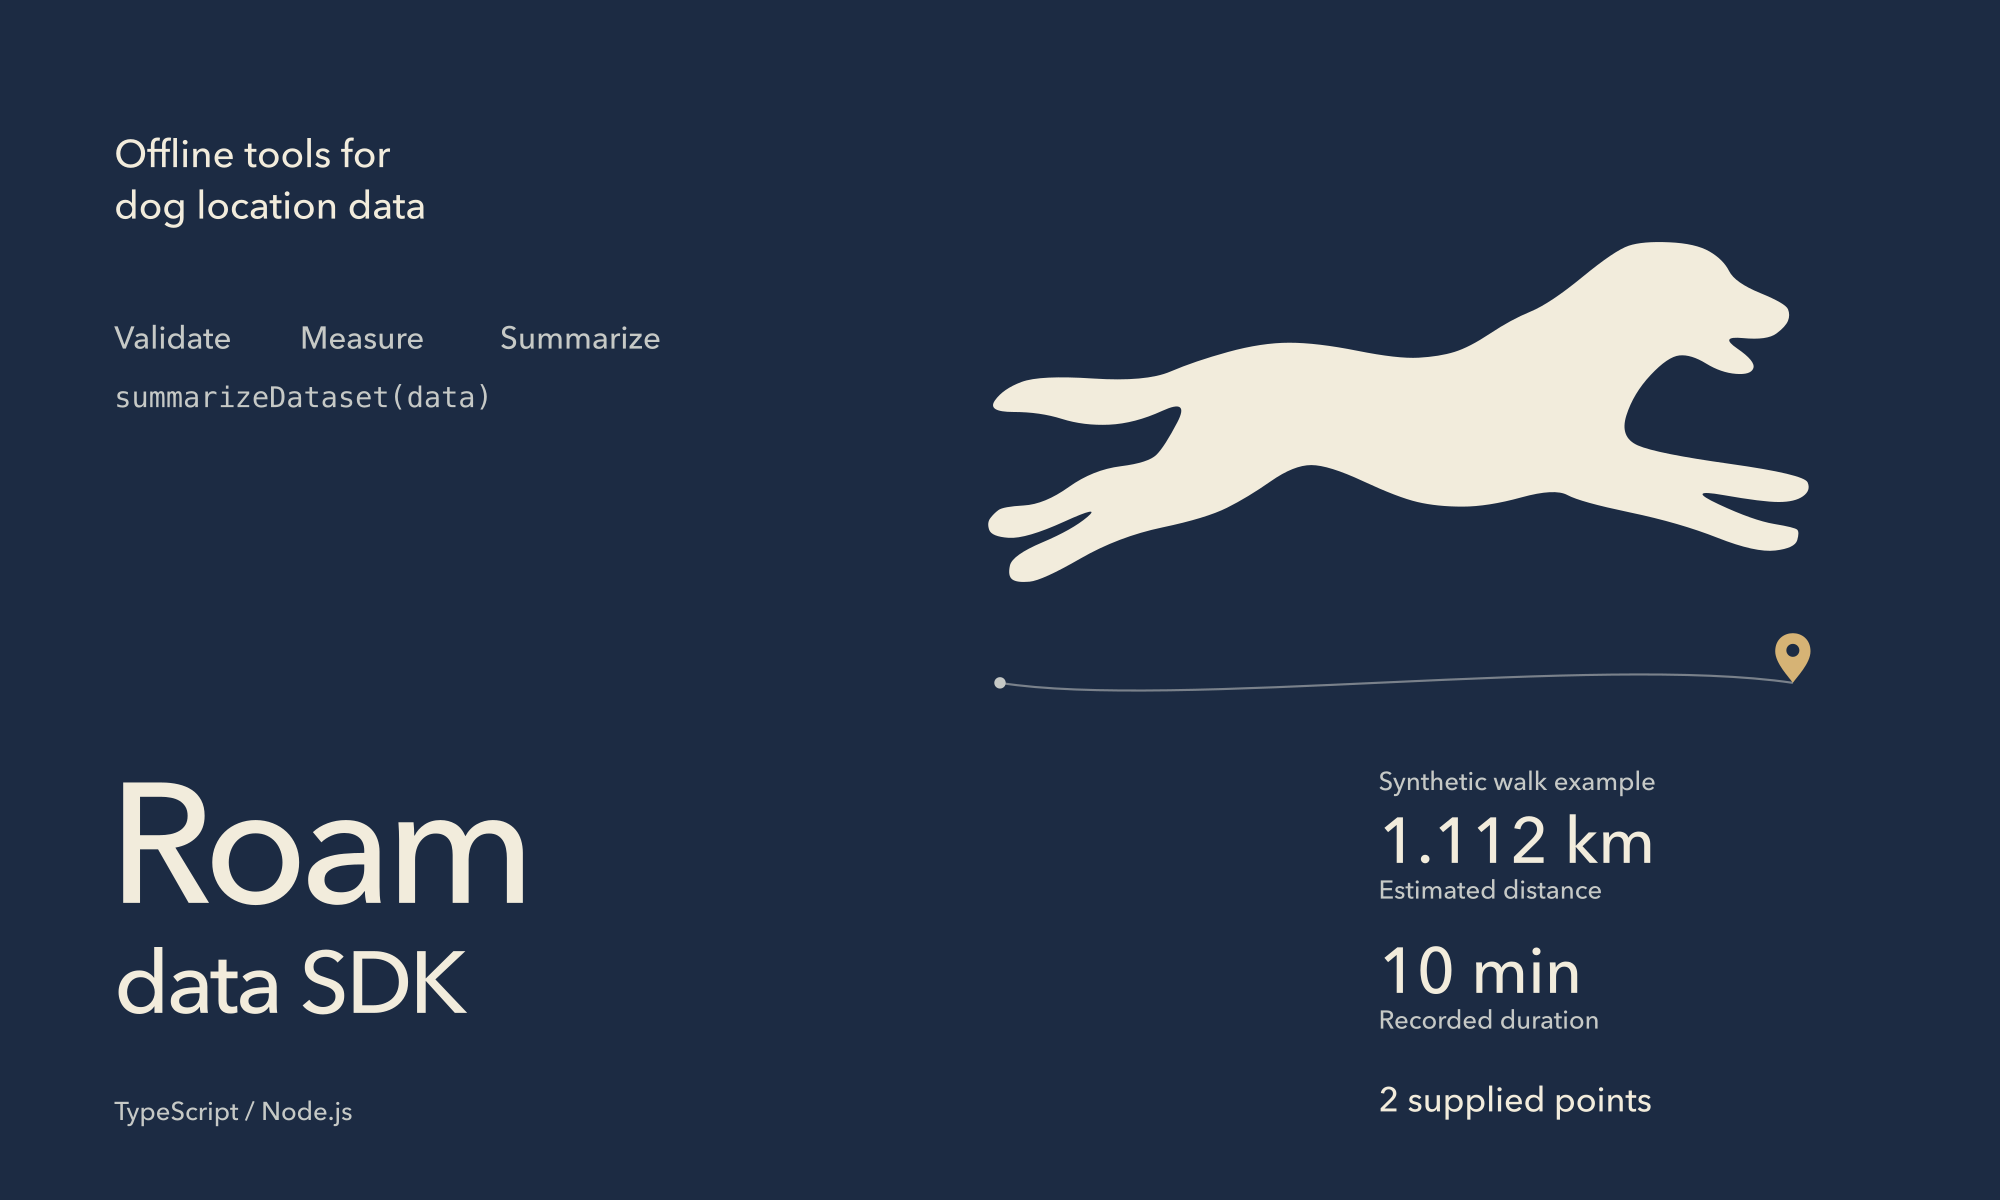 Offline tools for
dog location data
Validate Measure Summarize
summarizeDataset(data)
Roam
data SDK
TypeScript / Node.js
Synthetic walk example
1.112 km
Estimated distance
10 min
Recorded duration
2 supplied points